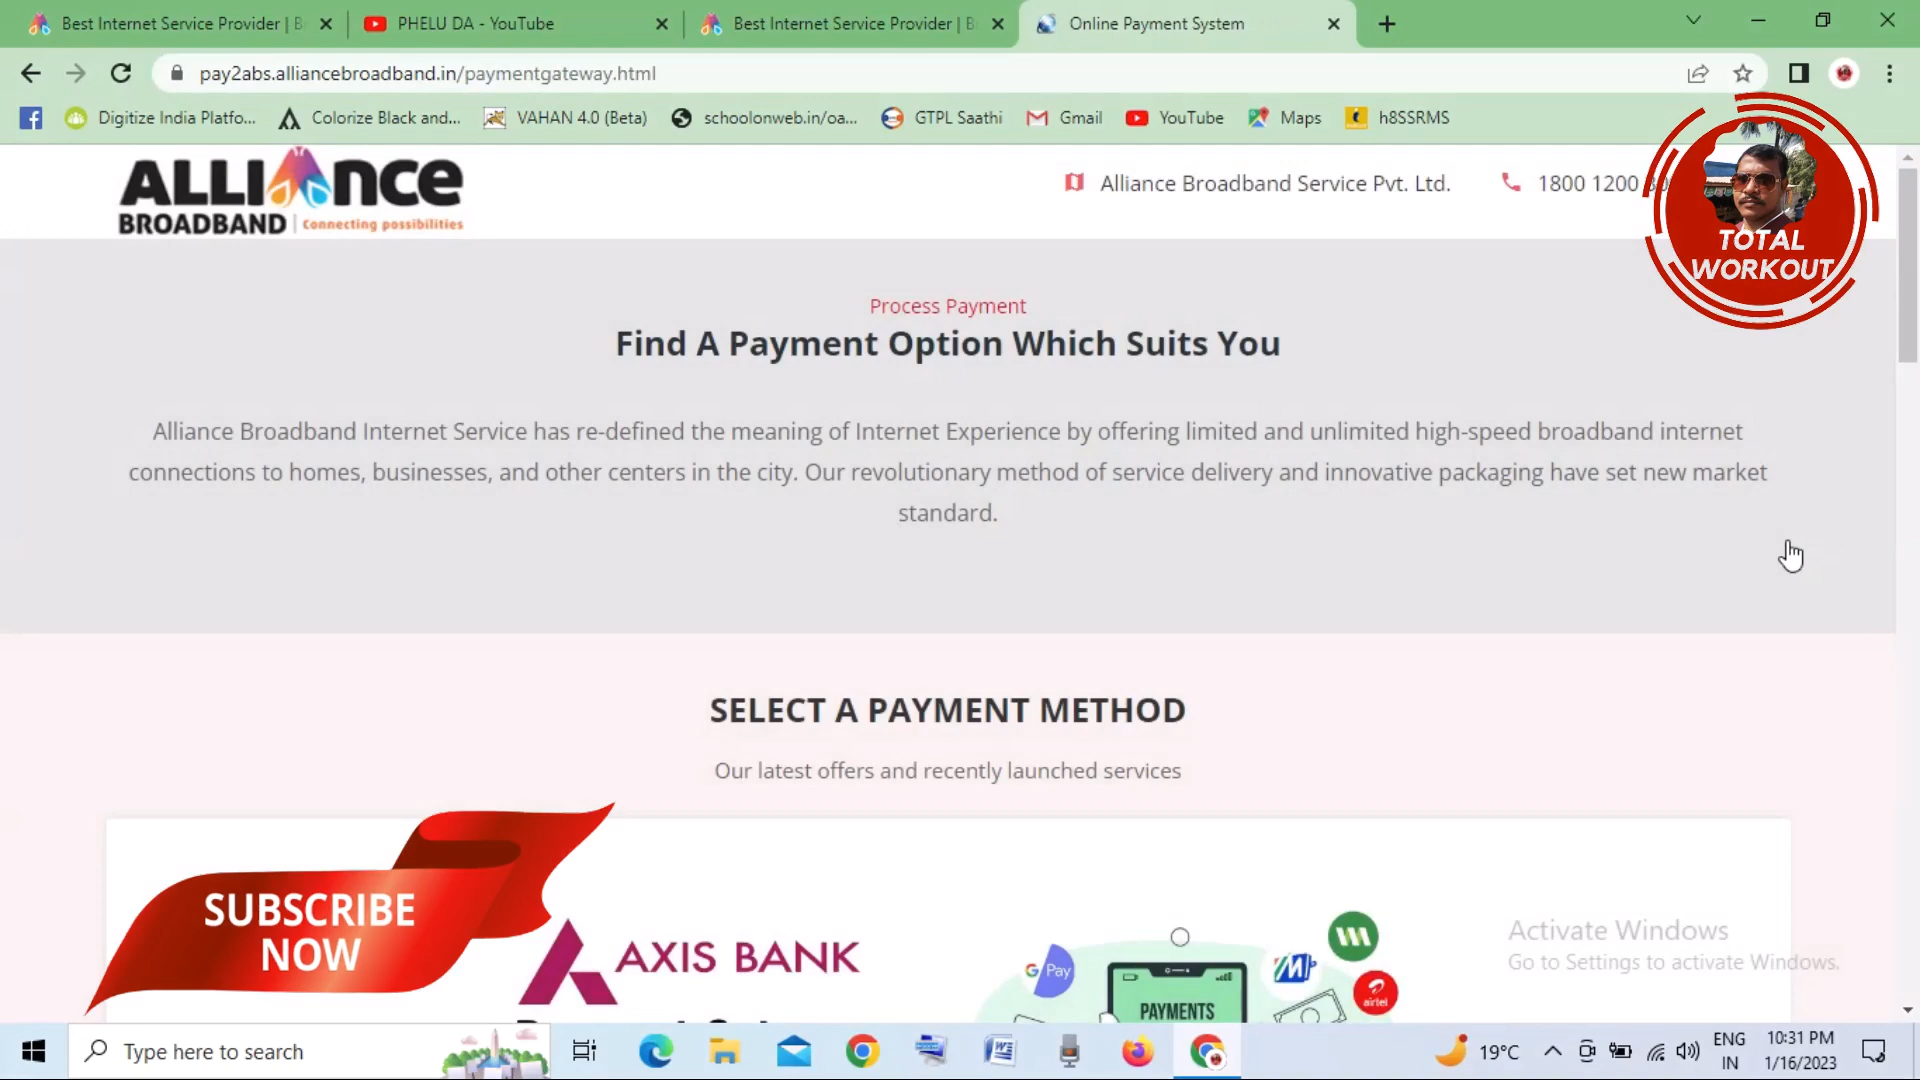 Best Internet Service Provider | B
PHELU DA - YouTube
Best Internet Service Provider | B
Online Payment System
pay2abs.alliancebroadband.in/paymentgateway.html
Digitize India Platfo...
Colorize Black and...
VAHAN 4.0 (Beta)
schoolonweb.in/oa...
GTPL Saathi
Gmail
YouTube
Maps
h8SSRMS
ALLIANCE
BROADBAND | Connecting possibilities
Alliance Broadband Service Pvt. Ltd.
1800 1200
TOTAL
WORKOUT
Process Payment
Find A Payment Option Which Suits You
Alliance Broadband Internet Service has re-defined the meaning of Internet Experience by offering limited and unlimited high-speed broadband internet
connections to homes, businesses, and other centers in the city. Our revolutionary method of service delivery and innovative packaging have set new market
standard.
SELECT A PAYMENT METHOD
Our latest offers and recently launched services
SUBSCRIBE
NOW
AXIS BANK
G Pay
airtel
PAYMENTS
Activate Windows
Go to Settings to activate Windows.
Type here to search
19°C
ENG
IN
10:31 PM
1/16/2023